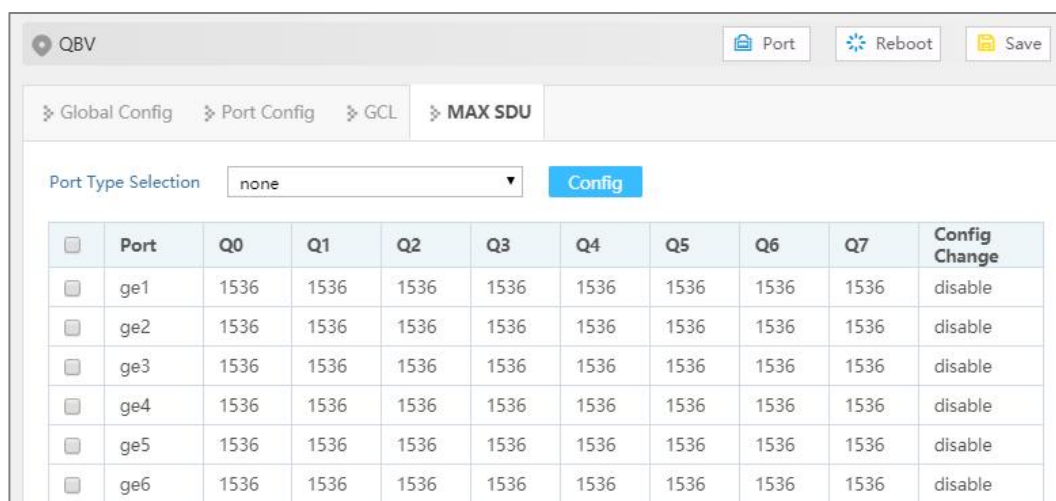 QBV Port Reboot Save
Global Config Port Config GCL MAX SDU
Port Type Selection none Config
Port Q0 Q1 Q2 Q3 Q4 Q5 Q6 Q7 Config Change
ge1 1536 1536 1536 1536 1536 1536 1536 1536 disable
ge2 1536 1536 1536 1536 1536 1536 1536 1536 disable
ge3 1536 1536 1536 1536 1536 1536 1536 1536 disable
ge4 1536 1536 1536 1536 1536 1536 1536 1536 disable
ge5 1536 1536 1536 1536 1536 1536 1536 1536 disable
ge6 1536 1536 1536 1536 1536 1536 1536 1536 disable